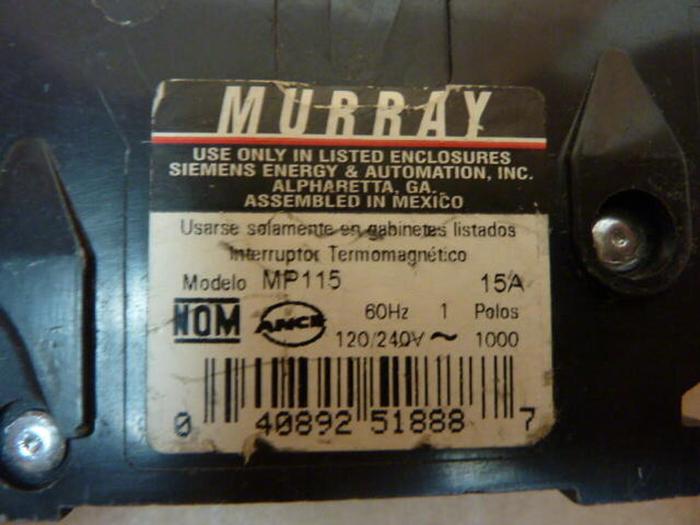 MURRAY
USE ONLY IN LISTED ENCLOSURES
SIEMENS ENERGY & AUTOMATION, INC.
ALPHARETTA, GA.
ASSEMBLED IN MEXICO
Usarse solamente en gabinetes listados
Interruptor Termomagnético
Modelo MP115 15A
NOM ANCE 60Hz 1 Polos
120/240V ~ 1000
0 40892 51888 7